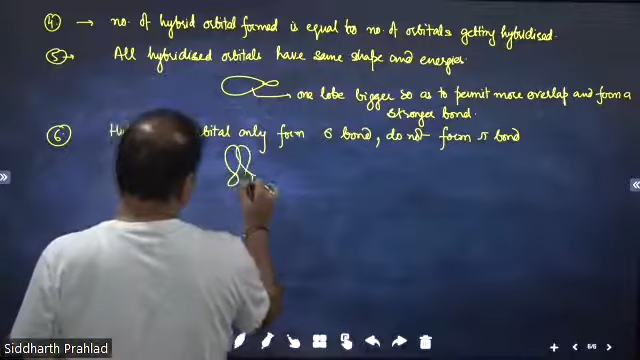 4 → no. of hybrid orbital formed is equal to no. of orbitals getting hybridised.
5 → All hybridised orbitals have same shape and energies.
→ one lobe bigger so as to permit more overlap and form a
stronger bond.
6. bital only form σ bond, do not form π bond
Siddharth Prahlad
6/6